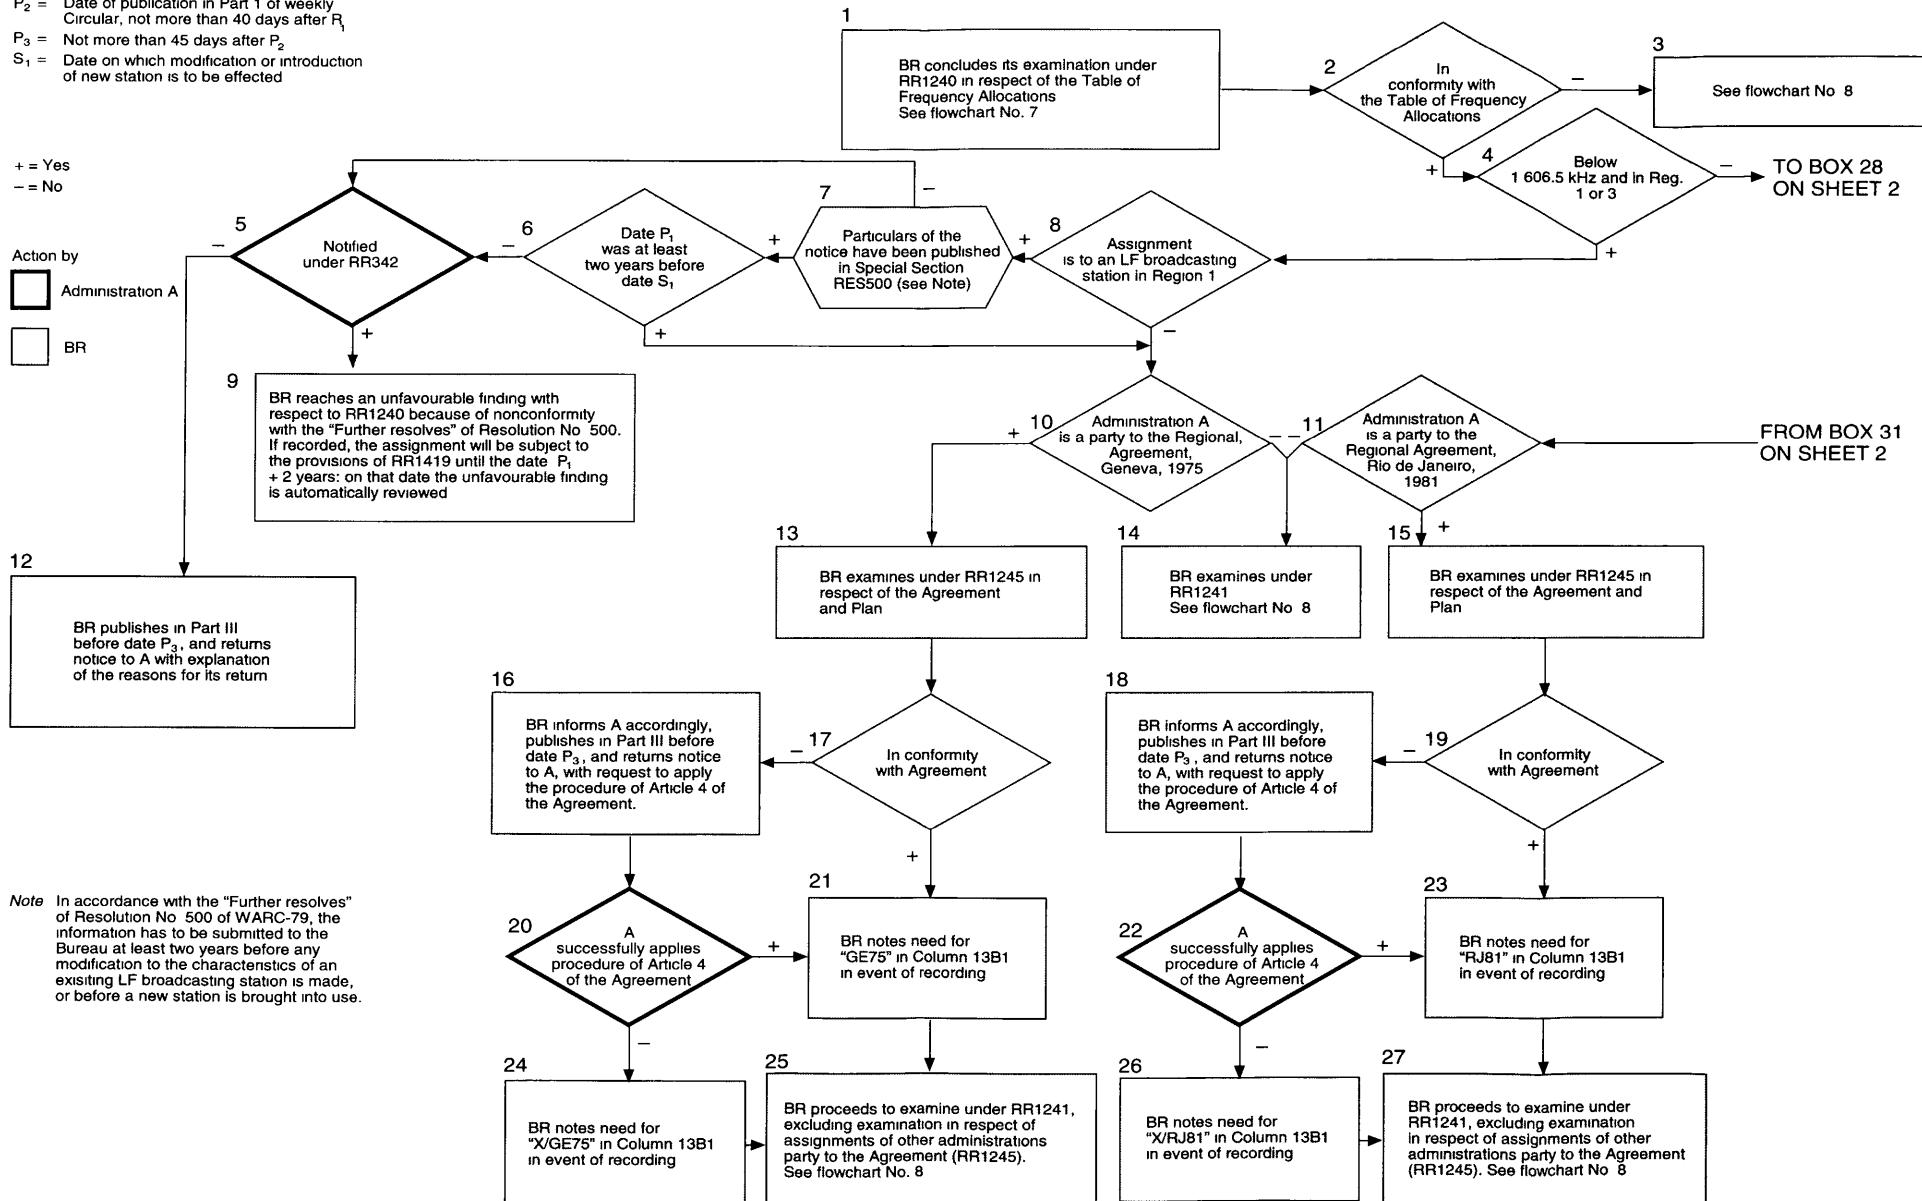 P₂ = Date of publication in Part 1 of weekly
Circular, not more than 40 days after R₁
P₃ = Not more than 45 days after P₂
S₁ = Date on which modification or introduction
of new station is to be effected
+ = Yes
– = No
Action by
Administration A
BR
1
BR concludes its examination under
RR1240 in respect of the Table of
Frequency Allocations
See flowchart No. 7
2
In
conformity with
the Table of Frequency
Allocations
–
+
3
See flowchart No 8
4
Below
1 606.5 kHz and in Reg.
1 or 3
–
+
TO BOX 28
ON SHEET 2
5
Notified
under RR342
–
+
6
Date P₁
was at least
two years before
date S₁
–
+
7
Particulars of the
notice have been published
in Special Section
RES500 (see Note)
–
+
8
Assignment
is to an LF broadcasting
station in Region 1
+
–
9
BR reaches an unfavourable finding with
respect to RR1240 because of nonconformity
with the “Further resolves” of Resolution No 500.
If recorded, the assignment will be subject to
the provisions of RR1419 until the date P₁
+ 2 years: on that date the unfavourable finding
is automatically reviewed
10
Administration A
is a party to the Regional,
Agreement,
Geneva, 1975
+
–
11
Administration A
is a party to the
Regional Agreement,
Rio de Janeiro,
1981
–
+
FROM BOX 31
ON SHEET 2
12
BR publishes in Part III
before date P₃, and returns
notice to A with explanation
of the reasons for its return
13
BR examines under RR1245 in
respect of the Agreement
and Plan
14
BR examines under
RR1241
See flowchart No 8
15
BR examines under RR1245 in
respect of the Agreement and
Plan
16
BR informs A accordingly,
publishes in Part III before
date P₃, and returns notice
to A, with request to apply
the procedure of Article 4 of
the Agreement.
17
In conformity
with Agreement
–
+
18
BR informs A accordingly,
publishes in Part III before
date P₃, and returns notice
to A, with request to apply
the procedure of Article 4 of
the Agreement.
19
In conformity
with Agreement
–
+
Note In accordance with the “Further resolves”
of Resolution No 500 of WARC-79, the
information has to be submitted to the
Bureau at least two years before any
modification to the characteristics of an
exisiting LF broadcasting station is made,
or before a new station is brought into use.
20
A
successfully applies
procedure of Article 4
of the Agreement
+
–
21
BR notes need for
“GE75” in Column 13B1
in event of recording
22
A
successfully applies
procedure of Article 4
of the Agreement
+
–
23
BR notes need for
“RJ81” in Column 13B1
in event of recording
24
BR notes need for
“X/GE75” in Column 13B1
in event of recording
25
BR proceeds to examine under RR1241,
excluding examination in respect of
assignments of other administrations
party to the Agreement (RR1245).
See flowchart No. 8
26
BR notes need for
“X/RJ81” in Column 13B1
in event of recording
27
BR proceeds to examine under
RR1241, excluding examination
in respect of assignments of other
administrations party to the Agreement
(RR1245). See flowchart No 8